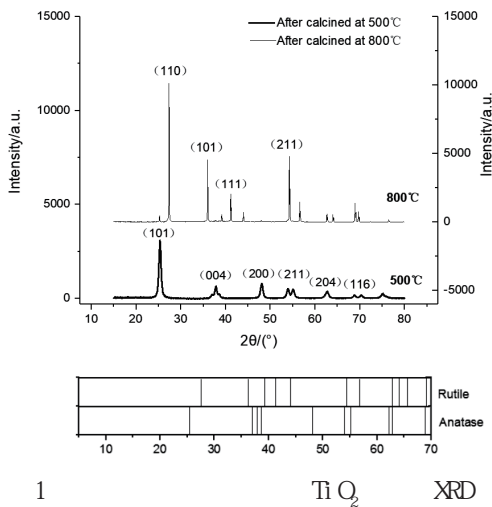 After calcined at 500℃
After calcined at 800℃
15000
10000
5000
0
Intensity/a.u.
15000
10000
5000
0
-5000
Intensity/a.u.
(110)
(101)
(111)
(211)
800℃
(101)
(004)
(200)
(211)
(204)
(116)
500℃
10 20 30 40 50 60 70 80
2θ/(°)
Rutile
Anatase
5 10 20 30 40 50 60 70
1 TiO₂ XRD